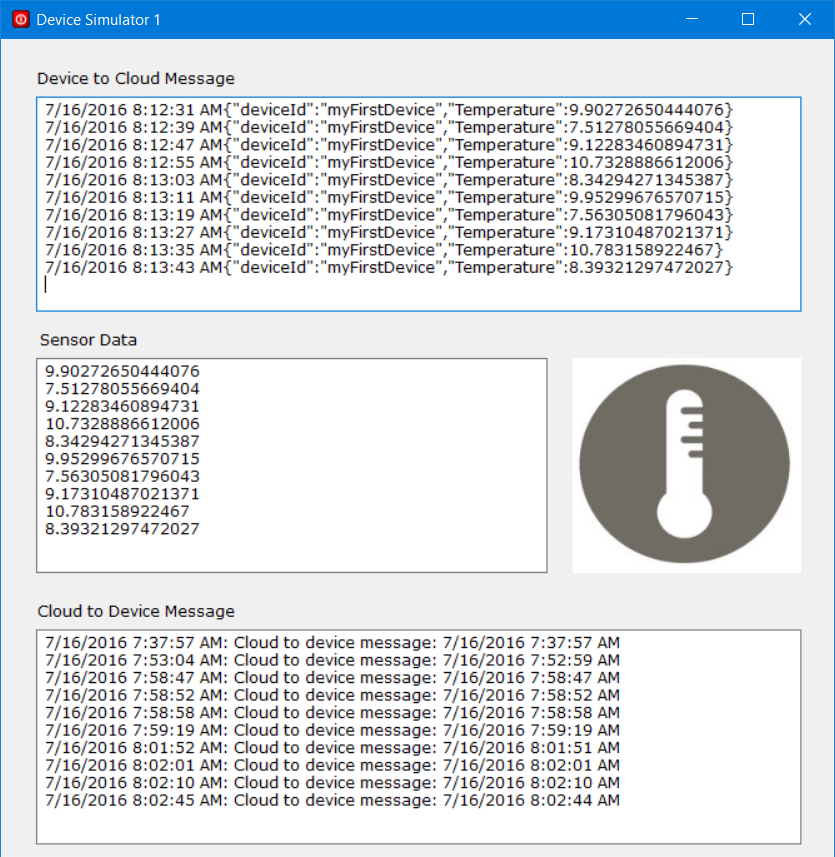 Device Simulator 1
Device to Cloud Message
7/16/2016 8:12:31 AM{"deviceId":"myFirstDevice","Temperature":9.90272650444076}
7/16/2016 8:12:39 AM{"deviceId":"myFirstDevice","Temperature":7.51278055669404}
7/16/2016 8:12:47 AM{"deviceId":"myFirstDevice","Temperature":9.12283460894731}
7/16/2016 8:12:55 AM{"deviceId":"myFirstDevice","Temperature":10.7328886612006}
7/16/2016 8:13:03 AM{"deviceId":"myFirstDevice","Temperature":8.34294271345387}
7/16/2016 8:13:11 AM{"deviceId":"myFirstDevice","Temperature":9.95299676570715}
7/16/2016 8:13:19 AM{"deviceId":"myFirstDevice","Temperature":7.56305081796043}
7/16/2016 8:13:27 AM{"deviceId":"myFirstDevice","Temperature":9.17310487021371}
7/16/2016 8:13:35 AM{"deviceId":"myFirstDevice","Temperature":10.783158922467}
7/16/2016 8:13:43 AM{"deviceId":"myFirstDevice","Temperature":8.39321297472027}
Sensor Data
9.90272650444076
7.51278055669404
9.12283460894731
10.7328886612006
8.34294271345387
9.95299676570715
7.56305081796043
9.17310487021371
10.783158922467
8.39321297472027
Cloud to Device Message
7/16/2016 7:37:57 AM: Cloud to device message: 7/16/2016 7:37:57 AM
7/16/2016 7:53:04 AM: Cloud to device message: 7/16/2016 7:52:59 AM
7/16/2016 7:58:47 AM: Cloud to device message: 7/16/2016 7:58:47 AM
7/16/2016 7:58:52 AM: Cloud to device message: 7/16/2016 7:58:52 AM
7/16/2016 7:58:58 AM: Cloud to device message: 7/16/2016 7:58:58 AM
7/16/2016 7:59:19 AM: Cloud to device message: 7/16/2016 7:59:19 AM
7/16/2016 8:01:52 AM: Cloud to device message: 7/16/2016 8:01:51 AM
7/16/2016 8:02:01 AM: Cloud to device message: 7/16/2016 8:02:01 AM
7/16/2016 8:02:10 AM: Cloud to device message: 7/16/2016 8:02:10 AM
7/16/2016 8:02:45 AM: Cloud to device message: 7/16/2016 8:02:44 AM